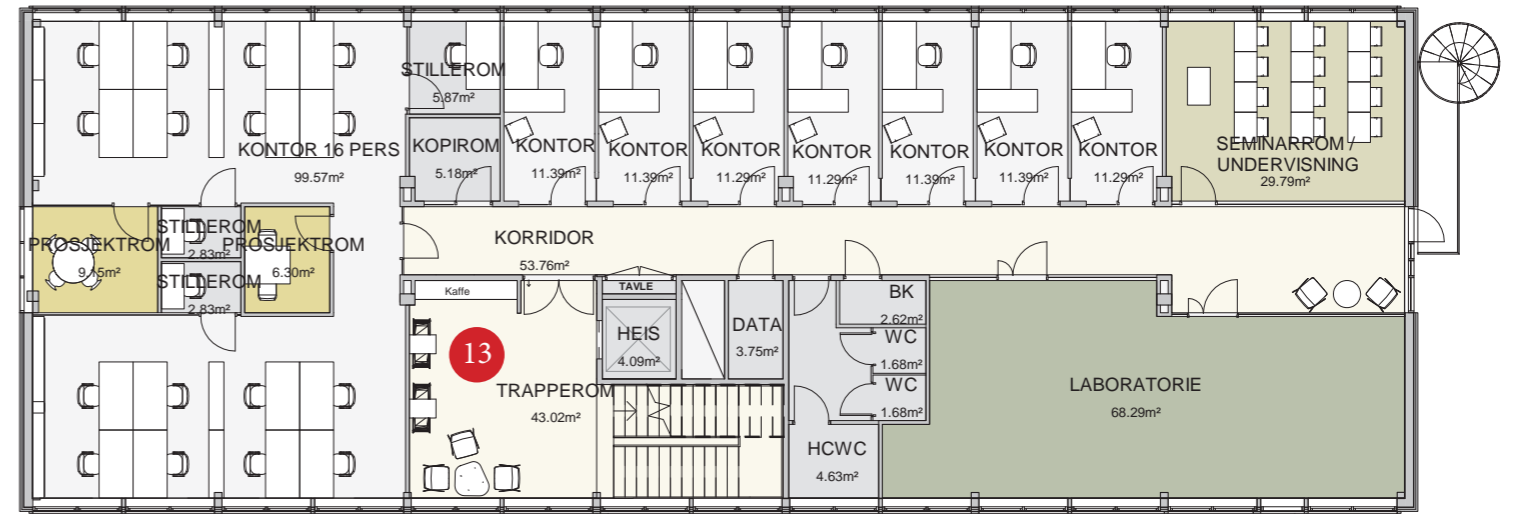 STILLEROM
5.87m²
KONTOR 16 PERS
99.57m²
KOPIROM
5.18m²
KONTOR
11.39m²
KONTOR
11.39m²
KONTOR
11.29m²
KONTOR
11.29m²
KONTOR
11.39m²
KONTOR
11.39m²
KONTOR
11.29m²
SEMINARROM /
UNDERVISNING
29.79m²
PROSJEKTROM
9.15m²
STILLEROM
2.83m²
STILLEROM
2.83m²
PROSJEKTROM
6.30m²
KORRIDOR
53.76m²
Kaffe
TAVLE
13
HEIS
4.09m²
DATA
3.75m²
BK
2.62m²
WC
1.68m²
WC
1.68m²
TRAPPEROM
43.02m²
HCWC
4.63m²
LABORATORIE
68.29m²